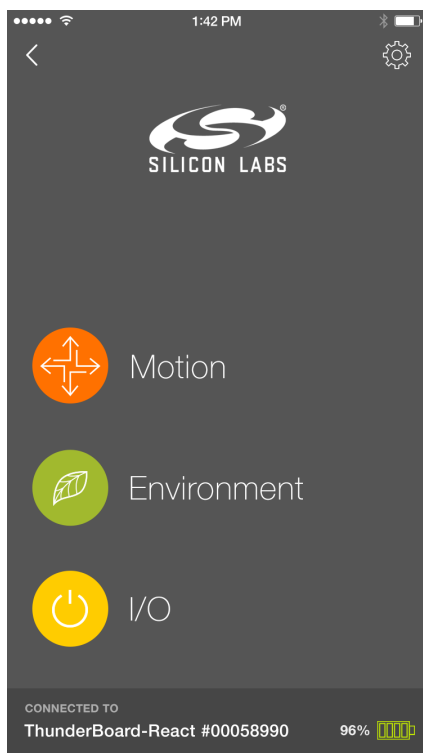 1:42 PM
®
SILICON LABS
Motion
Environment
I/O
CONNECTED TO
ThunderBoard-React #00058990 96%